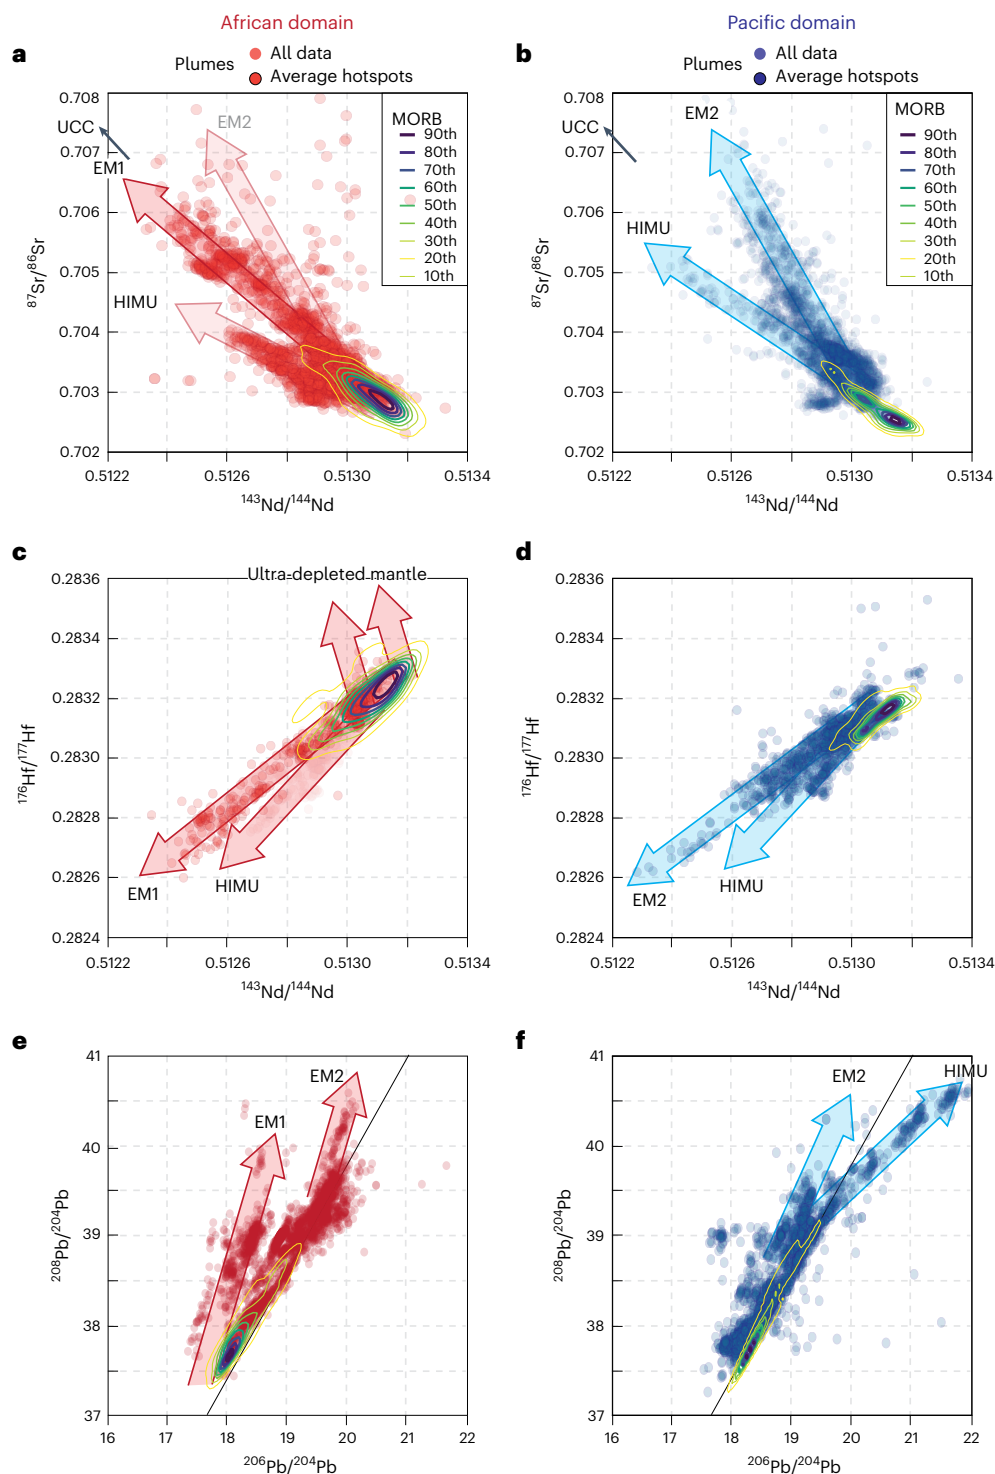 African domain
Pacific domain
a
Plumes
All data
Average hotspots
b
Plumes
All data
Average hotspots
0.708
0.707
0.706
0.705
0.704
0.703
0.702
87Sr/86Sr
UCC
EM1
EM2
HIMU
MORB
90th
80th
70th
60th
50th
40th
30th
20th
10th
0.5122
0.5126
0.5130
0.5134
143Nd/144Nd
0.708
0.707
0.706
0.705
0.704
0.703
0.702
87Sr/86Sr
UCC
EM2
HIMU
MORB
90th
80th
70th
60th
50th
40th
30th
20th
10th
0.5122
0.5126
0.5130
0.5134
143Nd/144Nd
c
Ultra-depleted mantle
0.2836
0.2834
0.2832
0.2830
0.2828
0.2826
0.2824
176Hf/177Hf
EM1
HIMU
0.5122
0.5126
0.5130
0.5134
143Nd/144Nd
d
0.2836
0.2834
0.2832
0.2830
0.2828
0.2826
0.2824
176Hf/177Hf
EM2
HIMU
0.5122
0.5126
0.5130
0.5134
143Nd/144Nd
e
41
40
39
38
37
208Pb/204Pb
EM1
EM2
16
17
18
19
20
21
22
206Pb/204Pb
f
41
40
39
38
37
208Pb/204Pb
EM2
HIMU
16
17
18
19
20
21
22
206Pb/204Pb